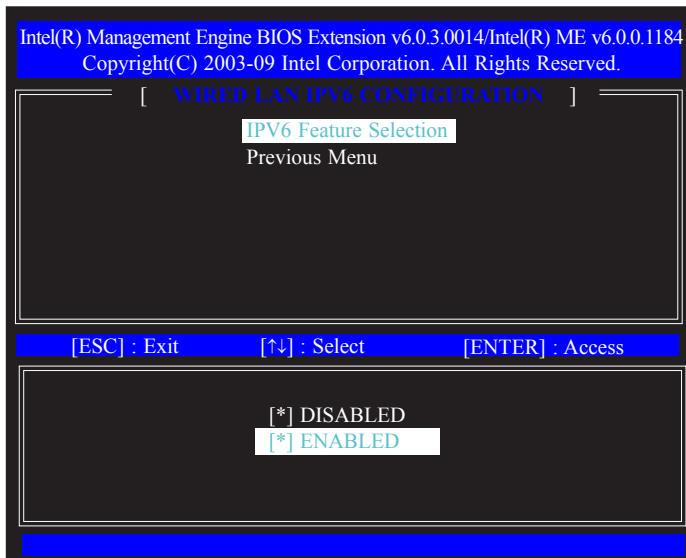 Intel(R) Management Engine BIOS Extension v6.0.3.0014/Intel(R) ME v6.0.0.1184
Copyright(C) 2003-09 Intel Corporation. All Rights Reserved.
[ WIRED LAN IPV6 CONFIGURATION ]
IPV6 Feature Selection
Previous Menu
[ESC] : Exit [↑↓] : Select [ENTER] : Access
[*] DISABLED
[*] ENABLED